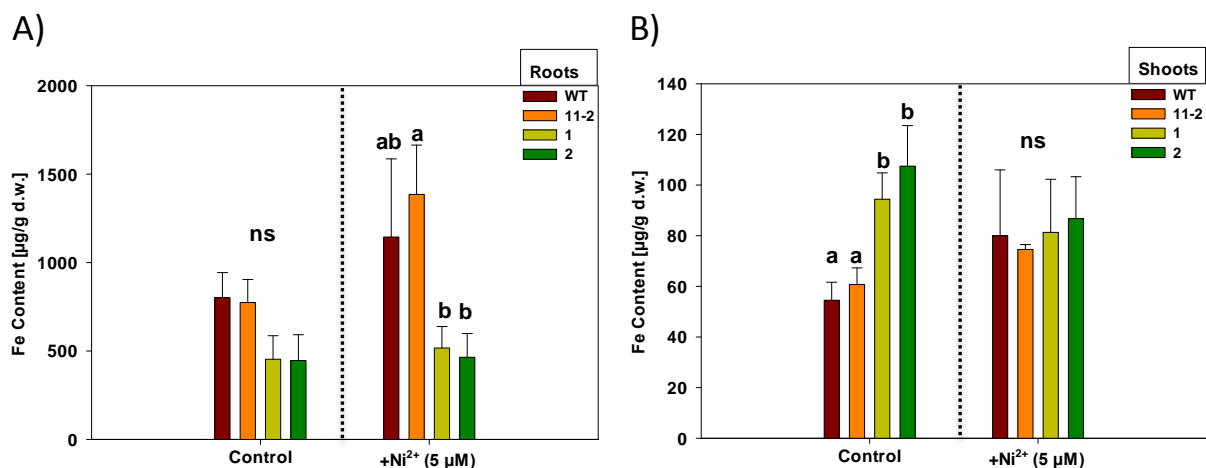 A)
Roots
WT
11-2
1
2
Fe Content [µg/g d.w.]
2000
1500
1000
500
0
ns
ab
a
b
b
Control
+Ni²⁺ (5 µM)
B)
Shoots
WT
11-2
1
2
Fe Content [µg/g d.w.]
140
120
100
80
60
40
20
0
a
a
b
b
ns
Control
+Ni²⁺ (5 µM)